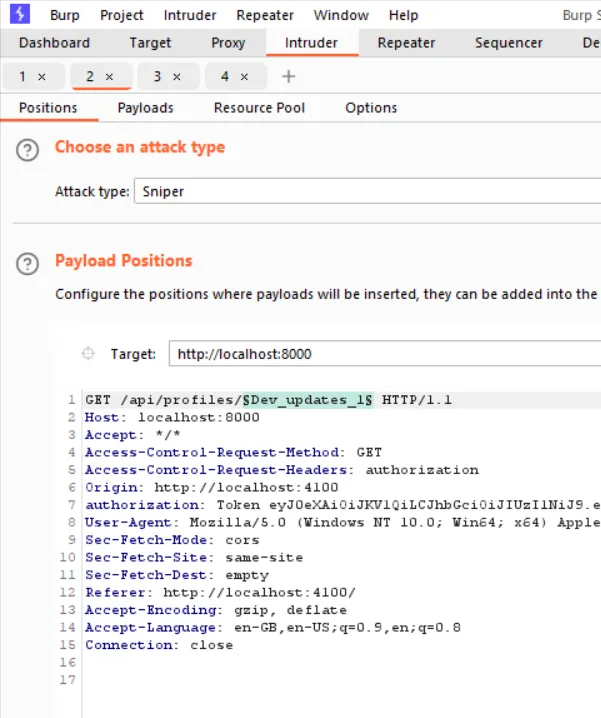 Burp Project Intruder Repeater Window Help Burp S
Dashboard Target Proxy Intruder Repeater Sequencer De
1 × 2 × 3 × 4 × +
Positions Payloads Resource Pool Options
? Choose an attack type
Attack type: Sniper
? Payload Positions
Configure the positions where payloads will be inserted, they can be added into the
Target: http://localhost:8000
1 GET /api/profiles/§Dev_updates_1§ HTTP/1.1
2 Host: localhost:8000
3 Accept: */*
4 Access-Control-Request-Method: GET
5 Access-Control-Request-Headers: authorization
6 Origin: http://localhost:4100
7 authorization: Token eyJ0eXAiOiJKV1QiLCJhbGciOiJIUzI1NiJ9.e
8 User-Agent: Mozilla/5.0 (Windows NT 10.0; Win64; x64) Apple
9 Sec-Fetch-Mode: cors
10 Sec-Fetch-Site: same-site
11 Sec-Fetch-Dest: empty
12 Referer: http://localhost:4100/
13 Accept-Encoding: gzip, deflate
14 Accept-Language: en-GB,en-US;q=0.9,en;q=0.8
15 Connection: close
16
17